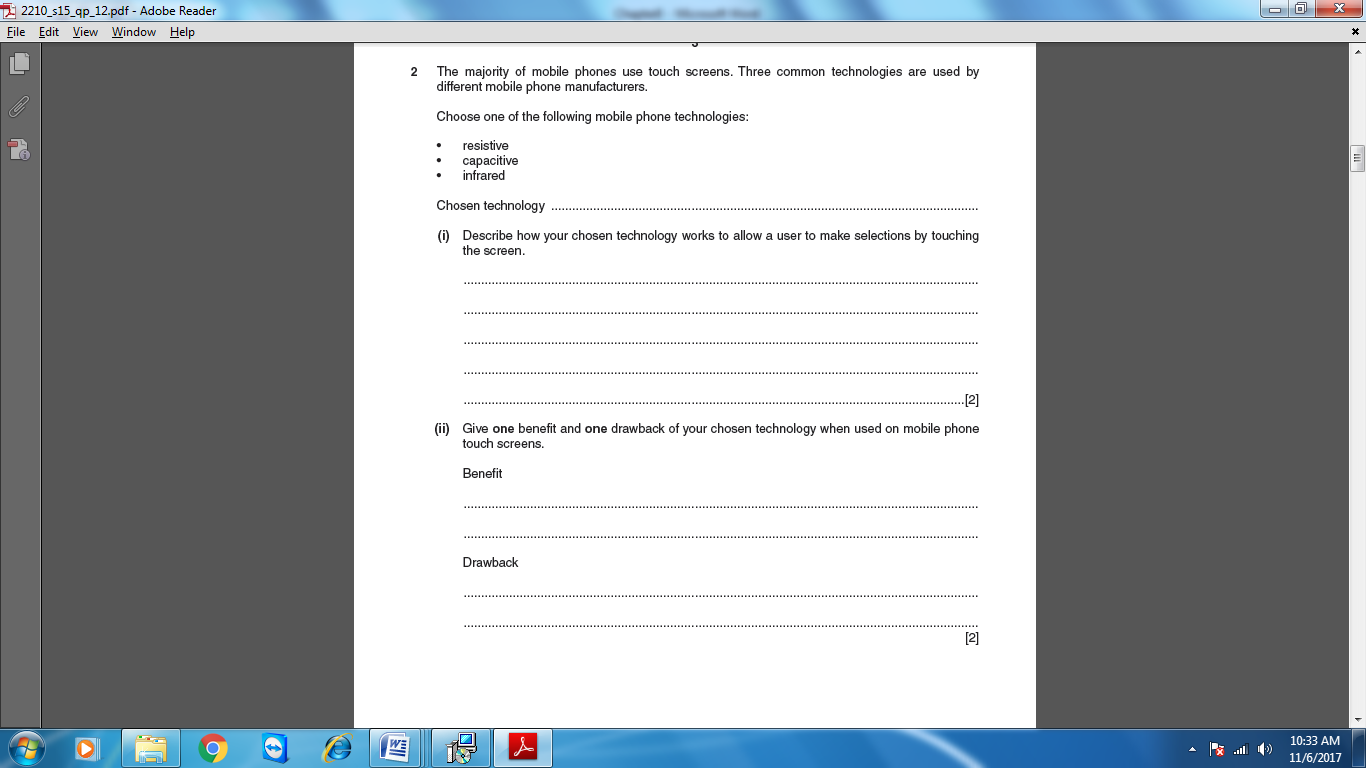 2210_s15_qp_12.pdf - Adobe Reader
File Edit View Window Help
2 The majority of mobile phones use touch screens. Three common technologies are used by
different mobile phone manufacturers.
Choose one of the following mobile phone technologies:
• resistive
• capacitive
• infrared
Chosen technology ..........................................................................................................................
(i) Describe how your chosen technology works to allow a user to make selections by touching
the screen.
...................................................................................................................................................
...................................................................................................................................................
...................................................................................................................................................
...................................................................................................................................................
...............................................................................................................................................[2]
(ii) Give one benefit and one drawback of your chosen technology when used on mobile phone
touch screens.
Benefit
...................................................................................................................................................
...................................................................................................................................................
Drawback
...................................................................................................................................................
...................................................................................................................................................
[2]
10:33 AM
11/6/2017